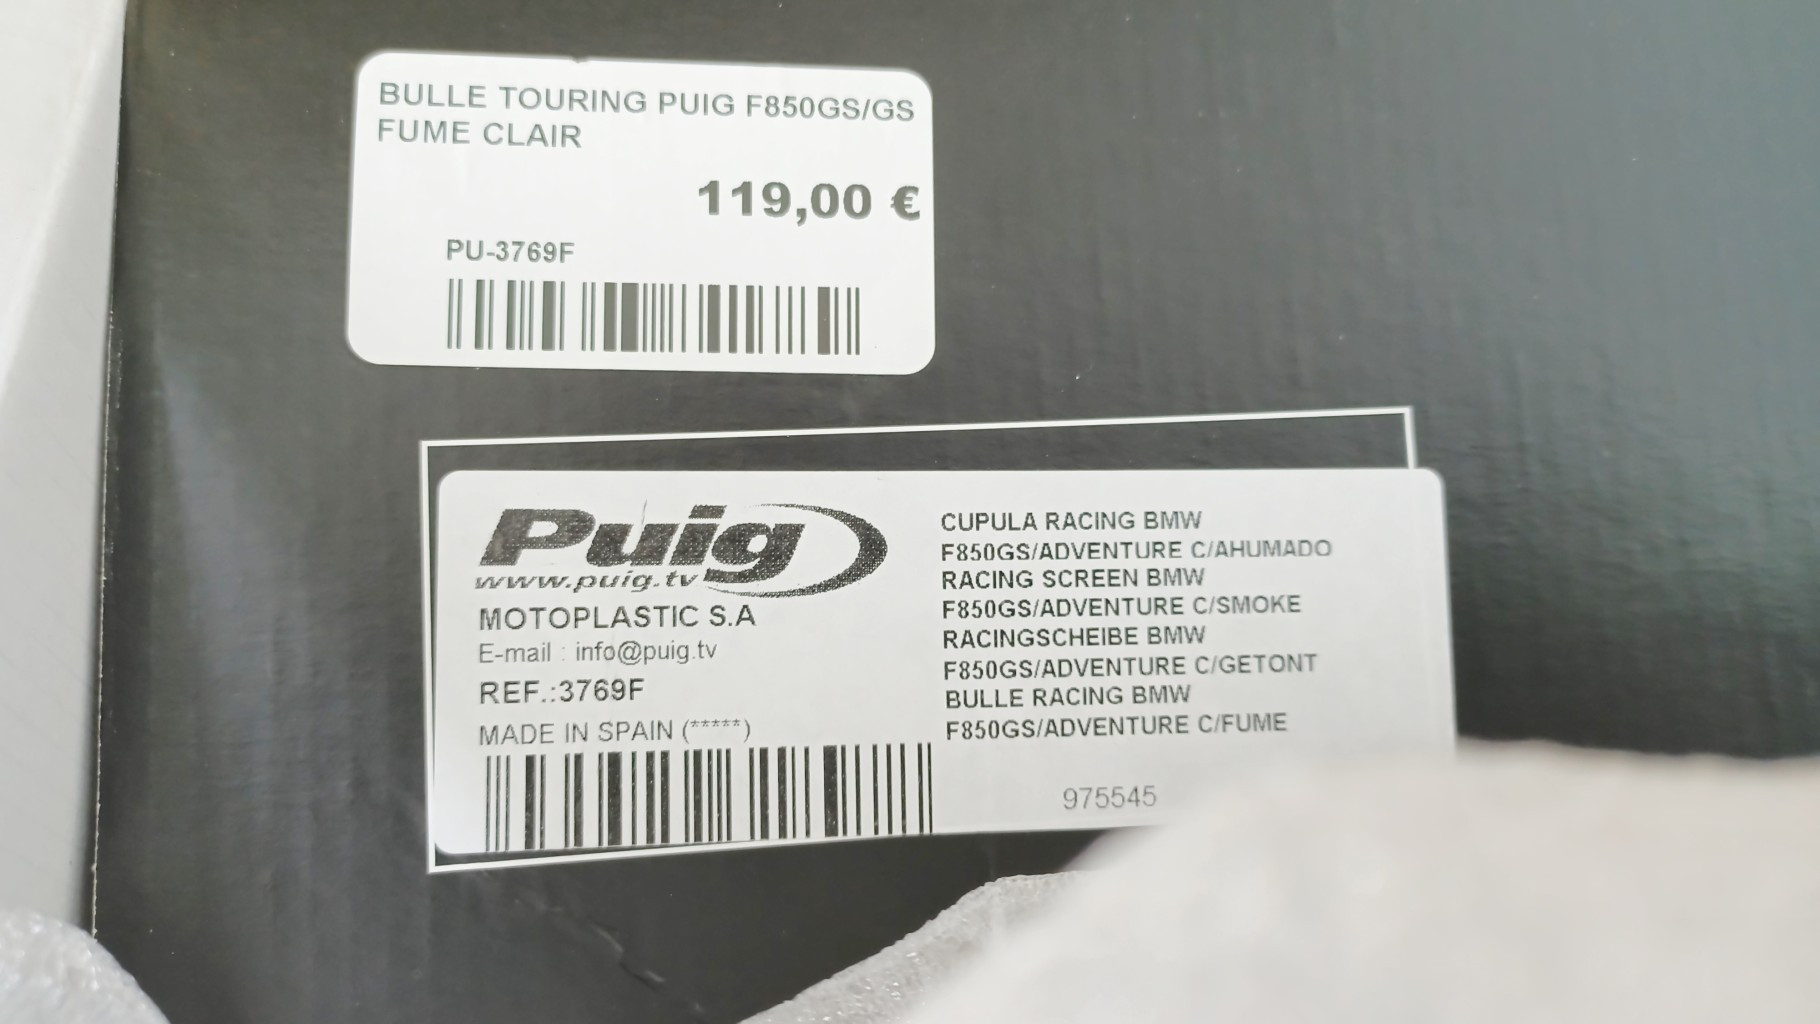 BULLE TOURING PUIG F850GS/GS
FUME CLAIR
119,00 €
PU-3769F
Puig
www.puig.tv
MOTOPLASTIC S.A
E-mail : info@puig.tv
REF.:3769F
MADE IN SPAIN (*****)
CUPULA RACING BMW
F850GS/ADVENTURE C/AHUMADO
RACING SCREEN BMW
F850GS/ADVENTURE C/SMOKE
RACINGSCHEIBE BMW
F850GS/ADVENTURE C/GETONT
BULLE RACING BMW
F850GS/ADVENTURE C/FUME
975545